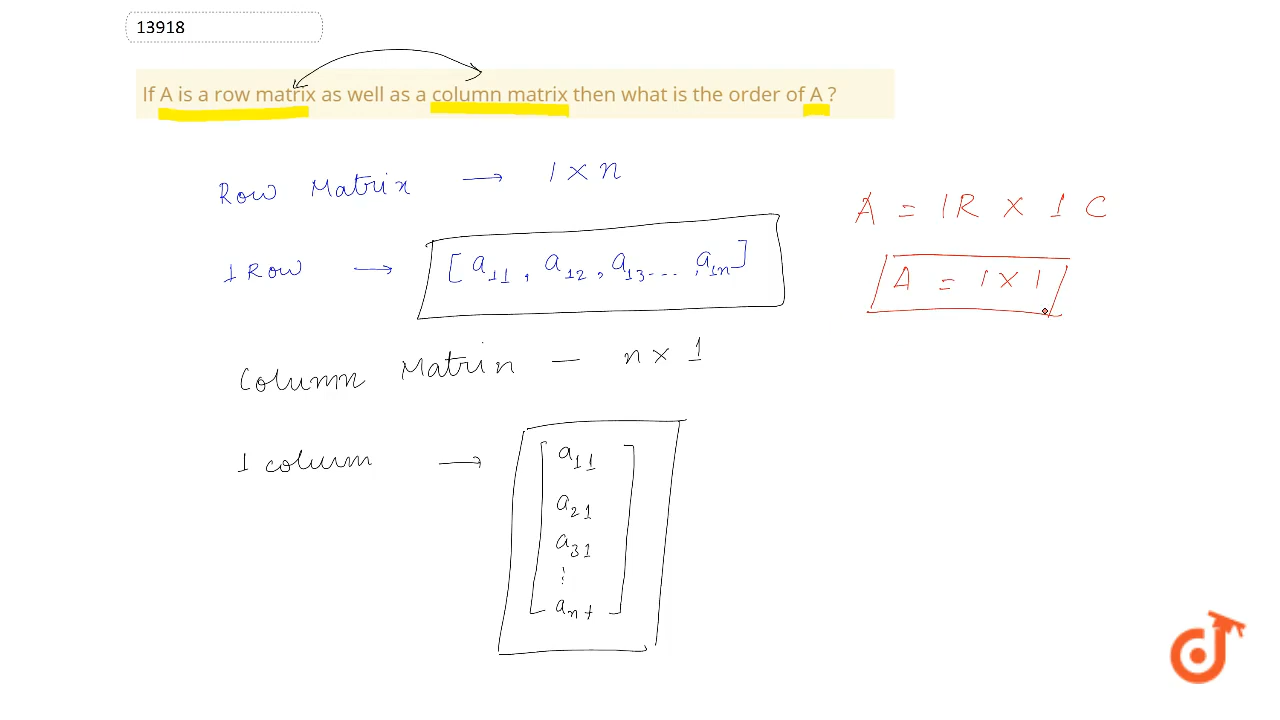 13918
If A is a row matrix as well as a column matrix then what is the order of A ?
Row Matrix → 1 × n
1 Row → [a₁₁, a₁₂, a₁₃...., a₁ₙ]
Column Matrix — n × 1
1 column → [a₁₁
a₂₁
a₃₁
⋮
aₙ₁]
A = 1R × 1C
A = 1 × 1